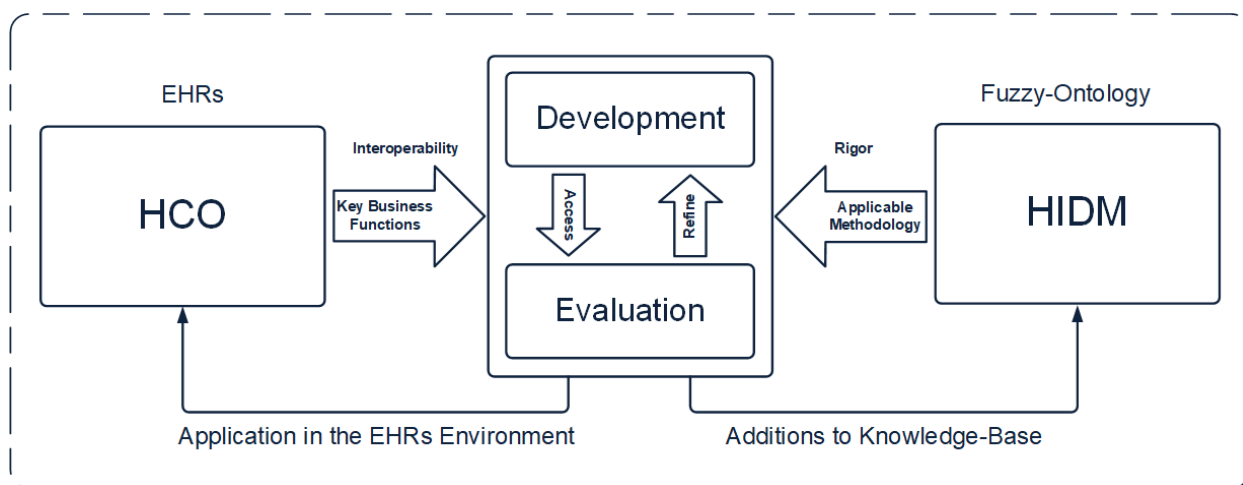 EHRs
HCO
Interoperability
Key Business
Functions
Development
Access
Refine
Evaluation
Rigor
Applicable
Methodology
Fuzzy-Ontology
HIDM
Application in the EHRs Environment
Additions to Knowledge-Base